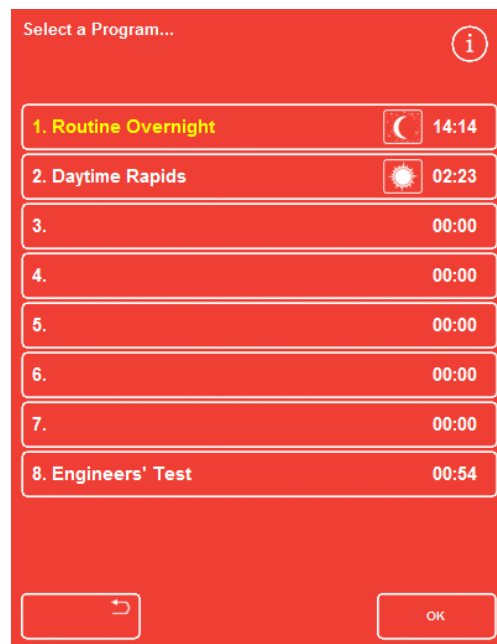 Select a Program...
i
1. Routine Overnight 14:14
2. Daytime Rapids 02:23
3. 00:00
4. 00:00
5. 00:00
6. 00:00
7. 00:00
8. Engineers' Test 00:54
OK